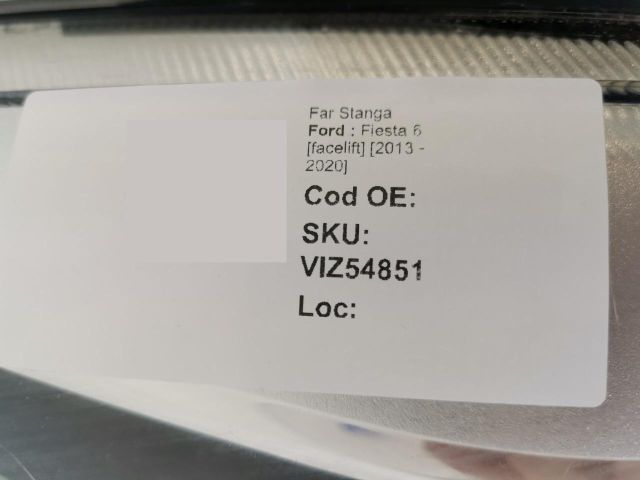 Far Stanga
Ford : Fiesta 6
[facelift] [2013 -
2020]
Cod OE:
SKU:
VIZ54851
Loc: